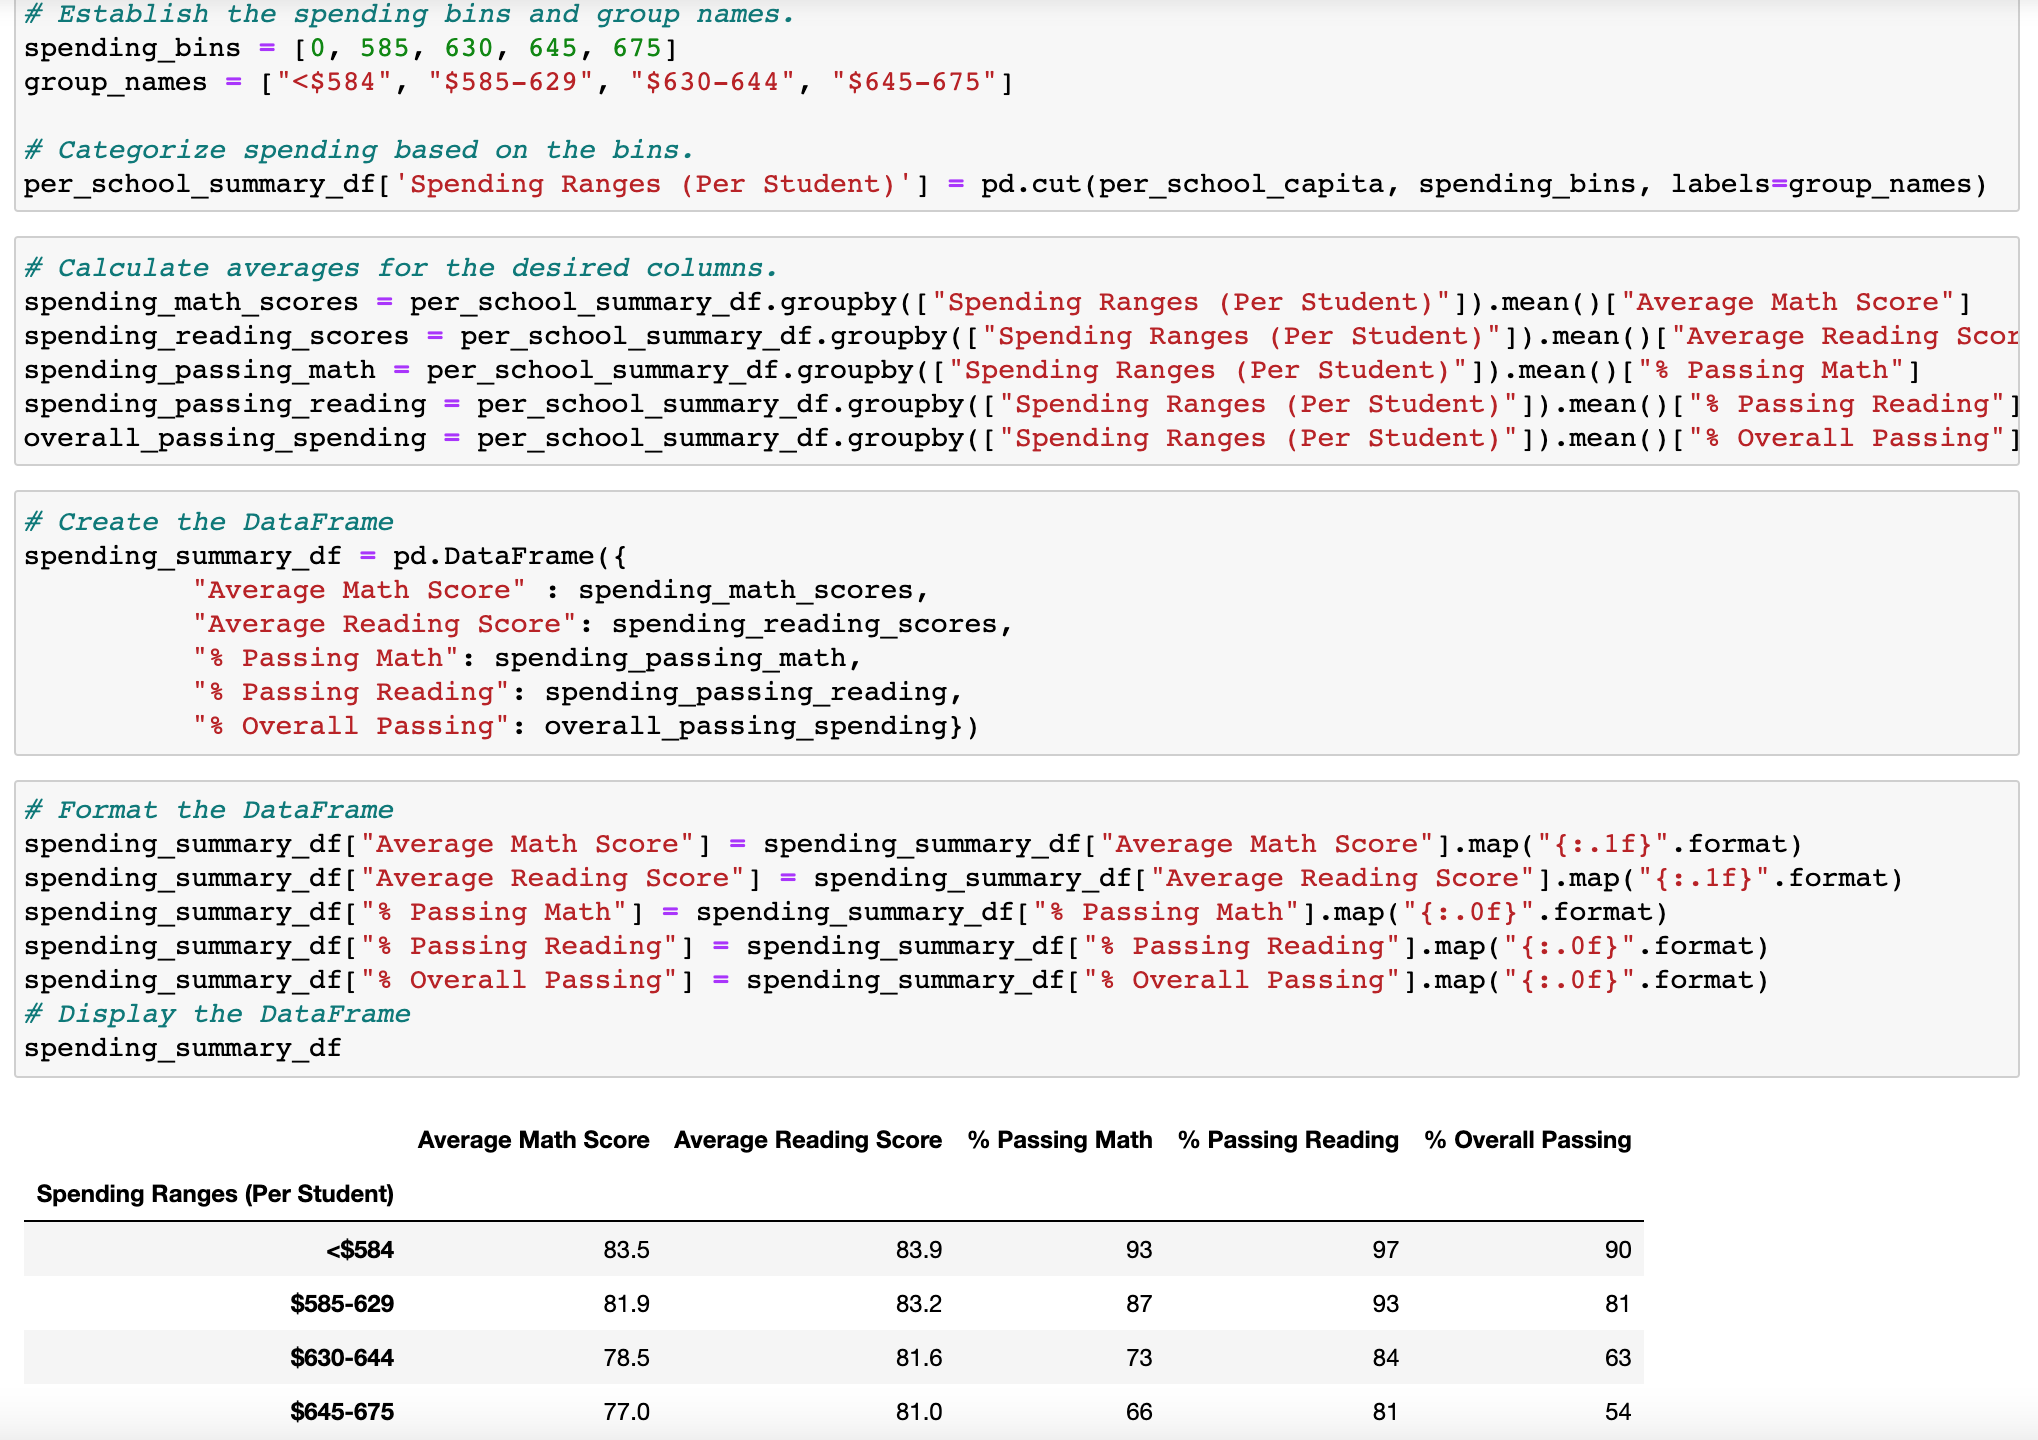 # Establish the spending bins and group names.
spending_bins = [0, 585, 630, 645, 675]
group_names = ["<$584", "$585-629", "$630-644", "$645-675"]
# Categorize spending based on the bins.
per_school_summary_df['Spending Ranges (Per Student)'] = pd.cut(per_school_capita, spending_bins, labels=group_names)
# Calculate averages for the desired columns.
spending_math_scores = per_school_summary_df.groupby(["Spending Ranges (Per Student)"]).mean()["Average Math Score"]
spending_reading_scores = per_school_summary_df.groupby(["Spending Ranges (Per Student)"]).mean()["Average Reading Scor
spending_passing_math = per_school_summary_df.groupby(["Spending Ranges (Per Student)"]).mean()["% Passing Math"]
spending_passing_reading = per_school_summary_df.groupby(["Spending Ranges (Per Student)"]).mean()["% Passing Reading"]
overall_passing_spending = per_school_summary_df.groupby(["Spending Ranges (Per Student)"]).mean()["% Overall Passing"]
# Create the DataFrame
spending_summary_df = pd.DataFrame({
"Average Math Score" : spending_math_scores,
"Average Reading Score": spending_reading_scores,
"% Passing Math": spending_passing_math,
"% Passing Reading": spending_passing_reading,
"% Overall Passing": overall_passing_spending})
# Format the DataFrame
spending_summary_df["Average Math Score"] = spending_summary_df["Average Math Score"].map("{:.1f}".format)
spending_summary_df["Average Reading Score"] = spending_summary_df["Average Reading Score"].map("{:.1f}".format)
spending_summary_df["% Passing Math"] = spending_summary_df["% Passing Math"].map("{:.0f}".format)
spending_summary_df["% Passing Reading"] = spending_summary_df["% Passing Reading"].map("{:.0f}".format)
spending_summary_df["% Overall Passing"] = spending_summary_df["% Overall Passing"].map("{:.0f}".format)
# Display the DataFrame
spending_summary_df
Average Math Score Average Reading Score % Passing Math % Passing Reading % Overall Passing
Spending Ranges (Per Student)
<$584 83.5 83.9 93 97 90
$585-629 81.9 83.2 87 93 81
$630-644 78.5 81.6 73 84 63
$645-675 77.0 81.0 66 81 54